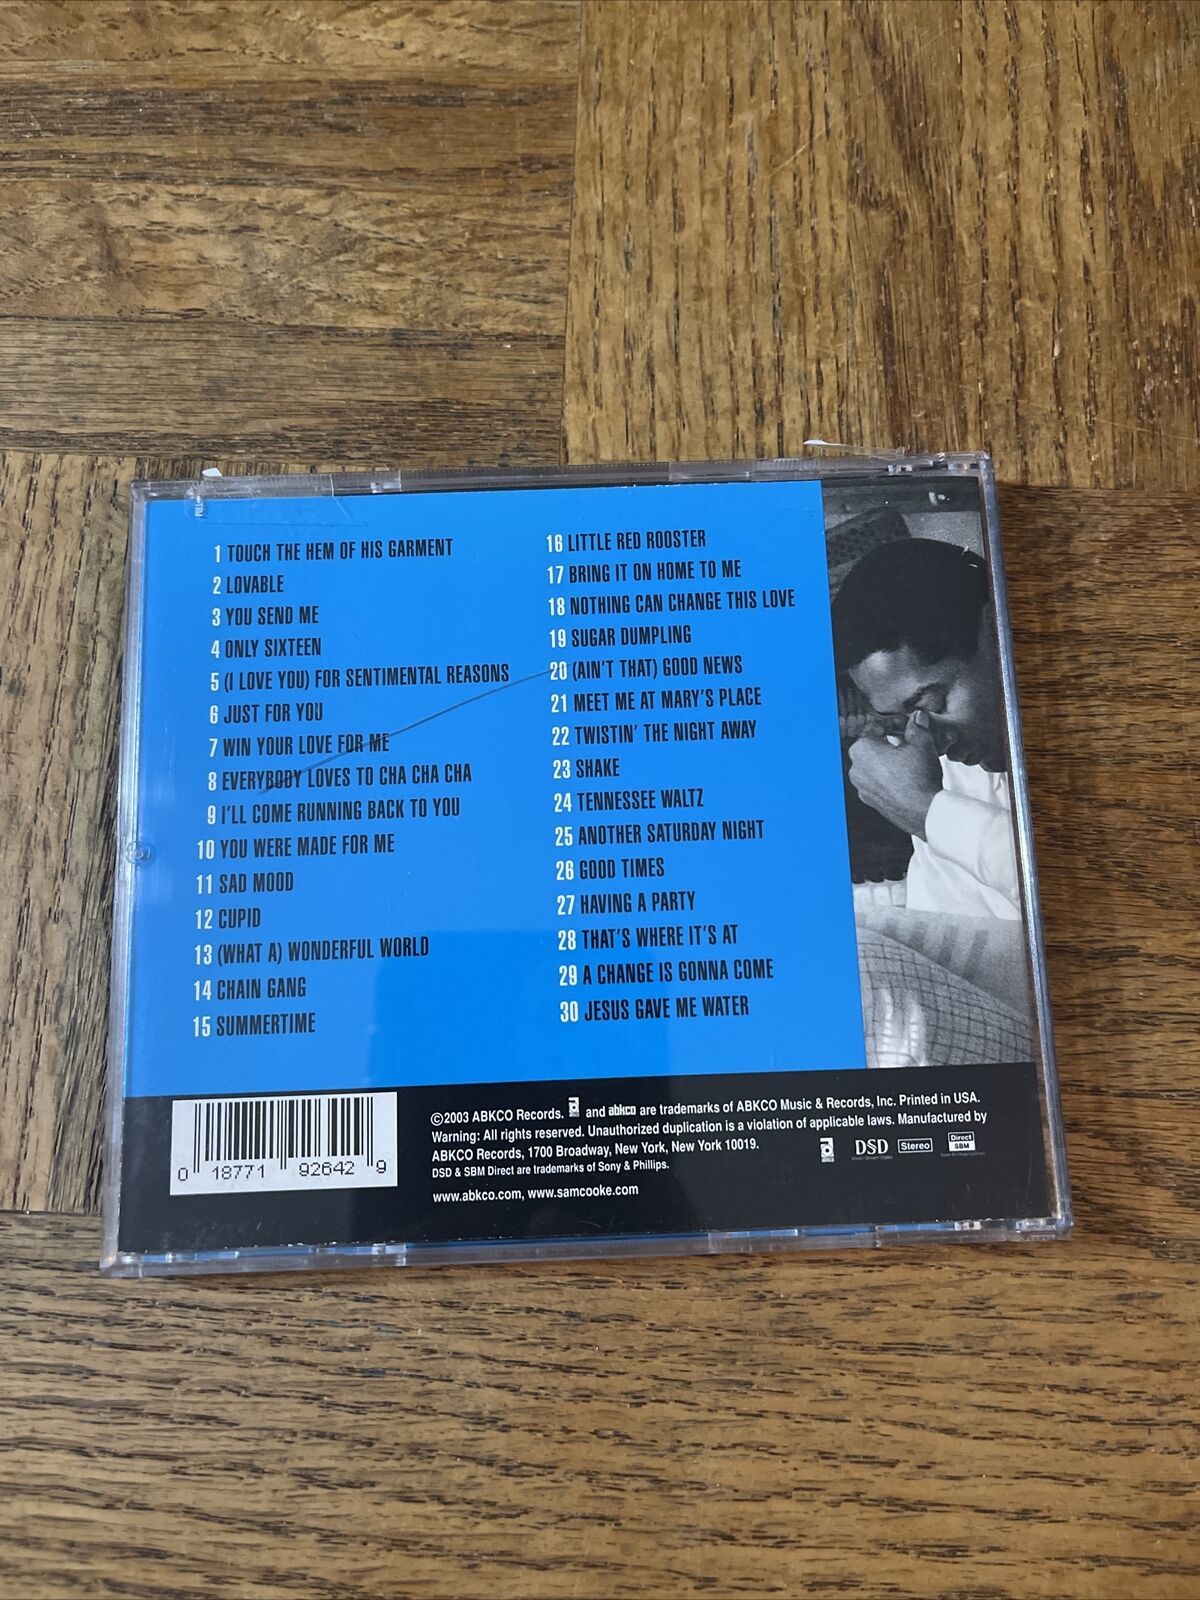 1 TOUCH THE HEM OF HIS GARMENT
2 LOVABLE
3 YOU SEND ME
4 ONLY SIXTEEN
5 (I LOVE YOU) FOR SENTIMENTAL REASONS
6 JUST FOR YOU
7 WIN YOUR LOVE FOR ME
8 EVERYBODY LOVES TO CHA CHA CHA
9 I'LL COME RUNNING BACK TO YOU
10 YOU WERE MADE FOR ME
11 SAD MOOD
12 CUPID
13 (WHAT A) WONDERFUL WORLD
14 CHAIN GANG
15 SUMMERTIME
16 LITTLE RED ROOSTER
17 BRING IT ON HOME TO ME
18 NOTHING CAN CHANGE THIS LOVE
19 SUGAR DUMPLING
20 (AIN'T THAT) GOOD NEWS
21 MEET ME AT MARY'S PLACE
22 TWISTIN' THE NIGHT AWAY
23 SHAKE
24 TENNESSEE WALTZ
25 ANOTHER SATURDAY NIGHT
26 GOOD TIMES
27 HAVING A PARTY
28 THAT'S WHERE IT'S AT
29 A CHANGE IS GONNA COME
30 JESUS GAVE ME WATER
0 18771 92642 9
©2003 ABKCO Records. and abkco are trademarks of ABKCO Music & Records, Inc. Printed in USA.
Warning: All rights reserved. Unauthorized duplication is a violation of applicable laws. Manufactured by
ABKCO Records, 1700 Broadway, New York, New York 10019.
DSD & SBM Direct are trademarks of Sony & Phillips.
www.abkco.com, www.samcooke.com
DSD Stereo Direct SBM